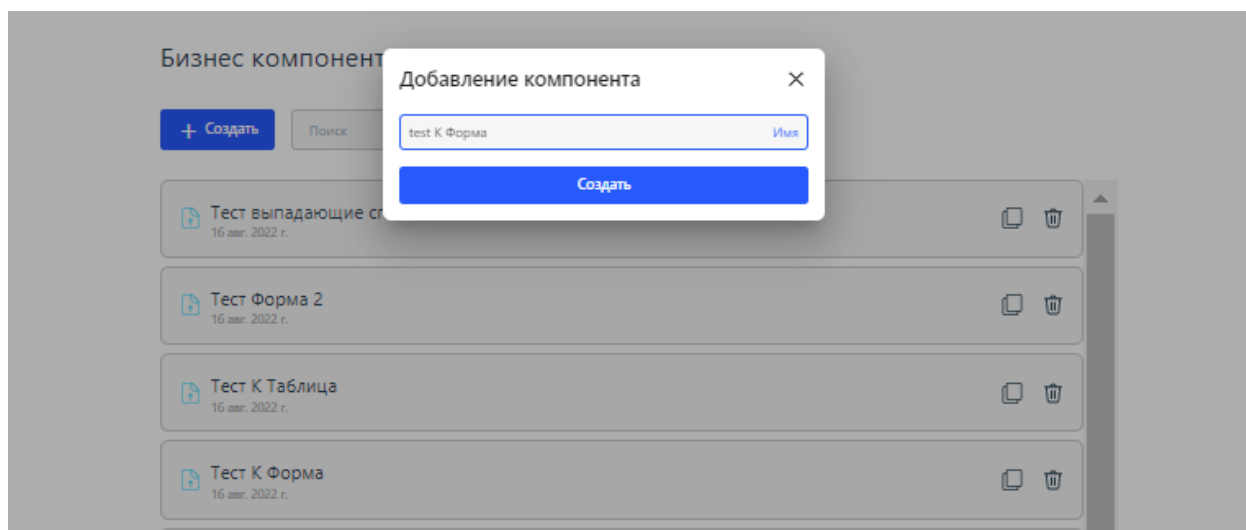 Бизнес компонент
Добавление компонента
+ Создать
Поиск
test К Форма
Имя
Создать
Тест выпадающие сп
16 авг. 2022 г.
Тест Форма 2
16 авг. 2022 г.
Тест К Таблица
16 авг. 2022 г.
Тест К Форма
16 авг. 2022 г.